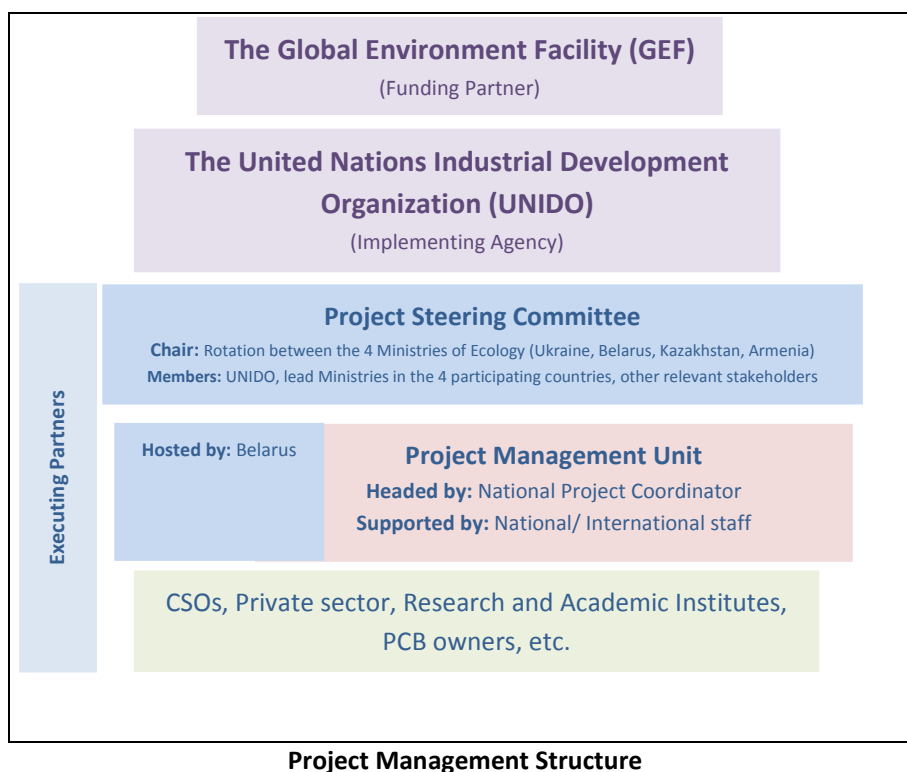 The Global Environment Facility (GEF)
(Funding Partner)
The United Nations Industrial Development
Organization (UNIDO)
(Implementing Agency)
Executing Partners
Project Steering Committee
Chair: Rotation between the 4 Ministries of Ecology (Ukraine, Belarus, Kazakhstan, Armenia)
Members: UNIDO, lead Ministries in the 4 participating countries, other relevant stakeholders
Hosted by: Belarus
Project Management Unit
Headed by: National Project Coordinator
Supported by: National/ International staff
CSOs, Private sector, Research and Academic Institutes,
PCB owners, etc.
Project Management Structure